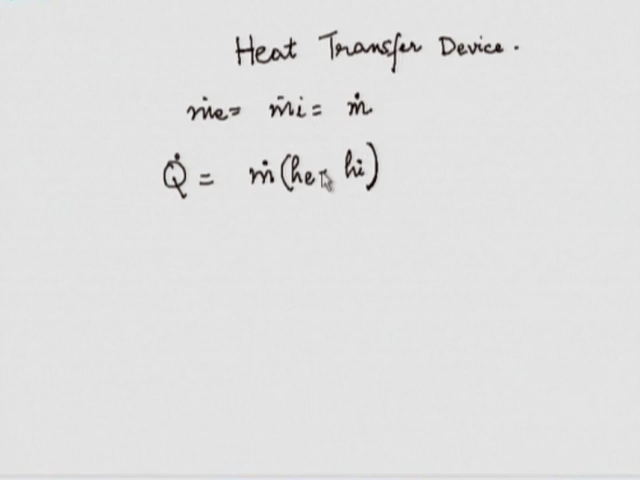 Heat Transfer Device.
ṁe = ṁi = ṁ
Q̇ = ṁ(he - hi)